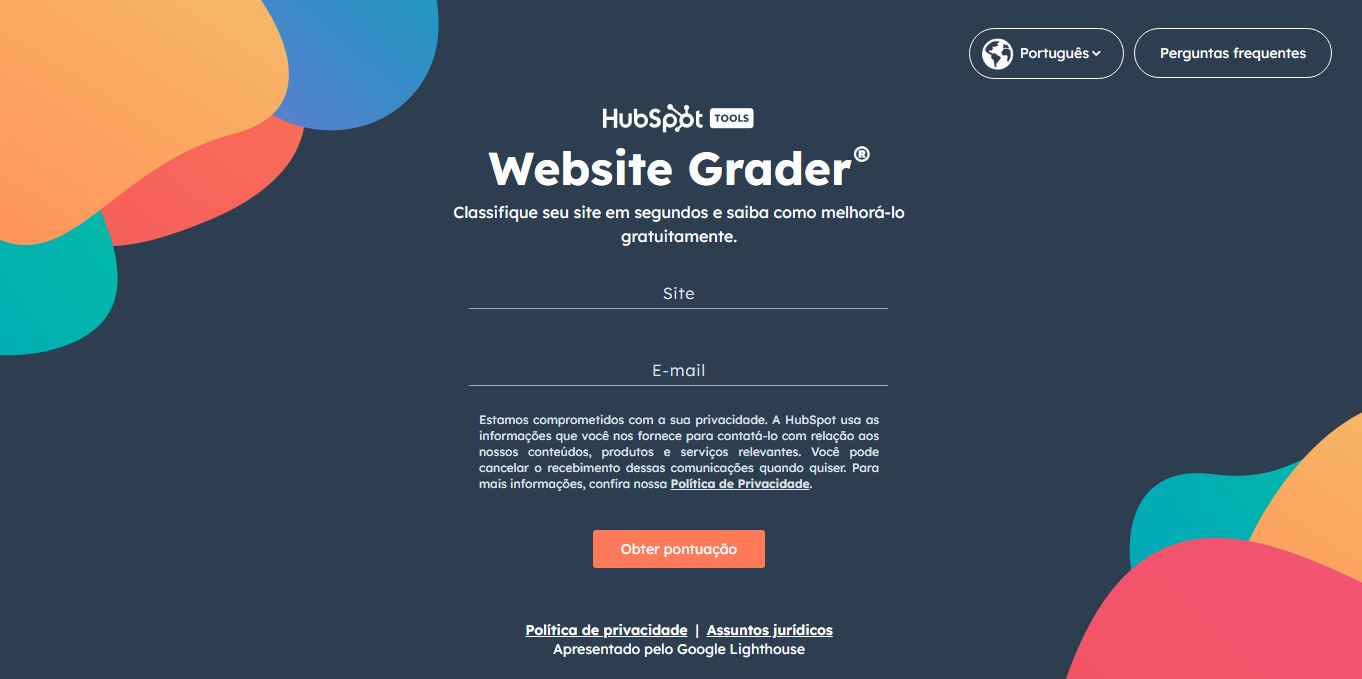 Português
Perguntas frequentes
HubSpot TOOLS
Website Grader®
Classifique seu site em segundos e saiba como melhorá-lo
gratuitamente.
Site
E-mail
Estamos comprometidos com a sua privacidade. A HubSpot usa as
informações que você nos fornece para contatá-lo com relação aos
nossos conteúdos, produtos e serviços relevantes. Você pode
cancelar o recebimento dessas comunicações quando quiser. Para
mais informações, confira nossa Política de Privacidade.
Obter pontuação
Política de privacidade | Assuntos jurídicos
Apresentado pelo Google Lighthouse